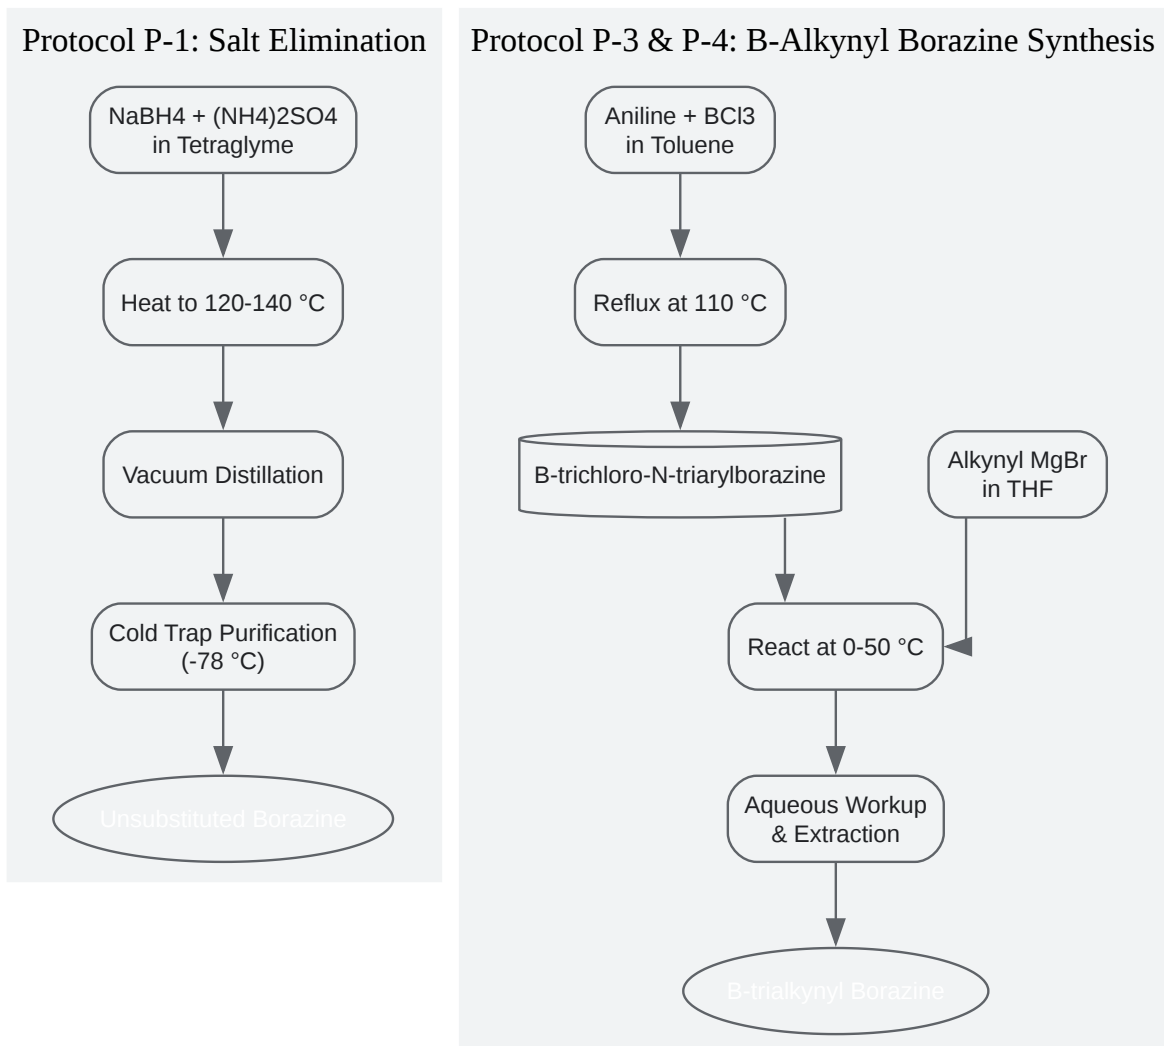 Protocol P-1: Salt Elimination
NaBH4 + (NH4)2SO4
in Tetraglyme
Heat to 120-140 °C
Vacuum Distillation
Cold Trap Purification
(-78 °C)
Unsubstituted Borazine
Protocol P-3 & P-4: B-Alkynyl Borazine Synthesis
Aniline + BCl3
in Toluene
Reflux at 110 °C
B-trichloro-N-triarylborazine
Alkynyl MgBr
in THF
React at 0-50 °C
Aqueous Workup
& Extraction
B-trialkynyl Borazine